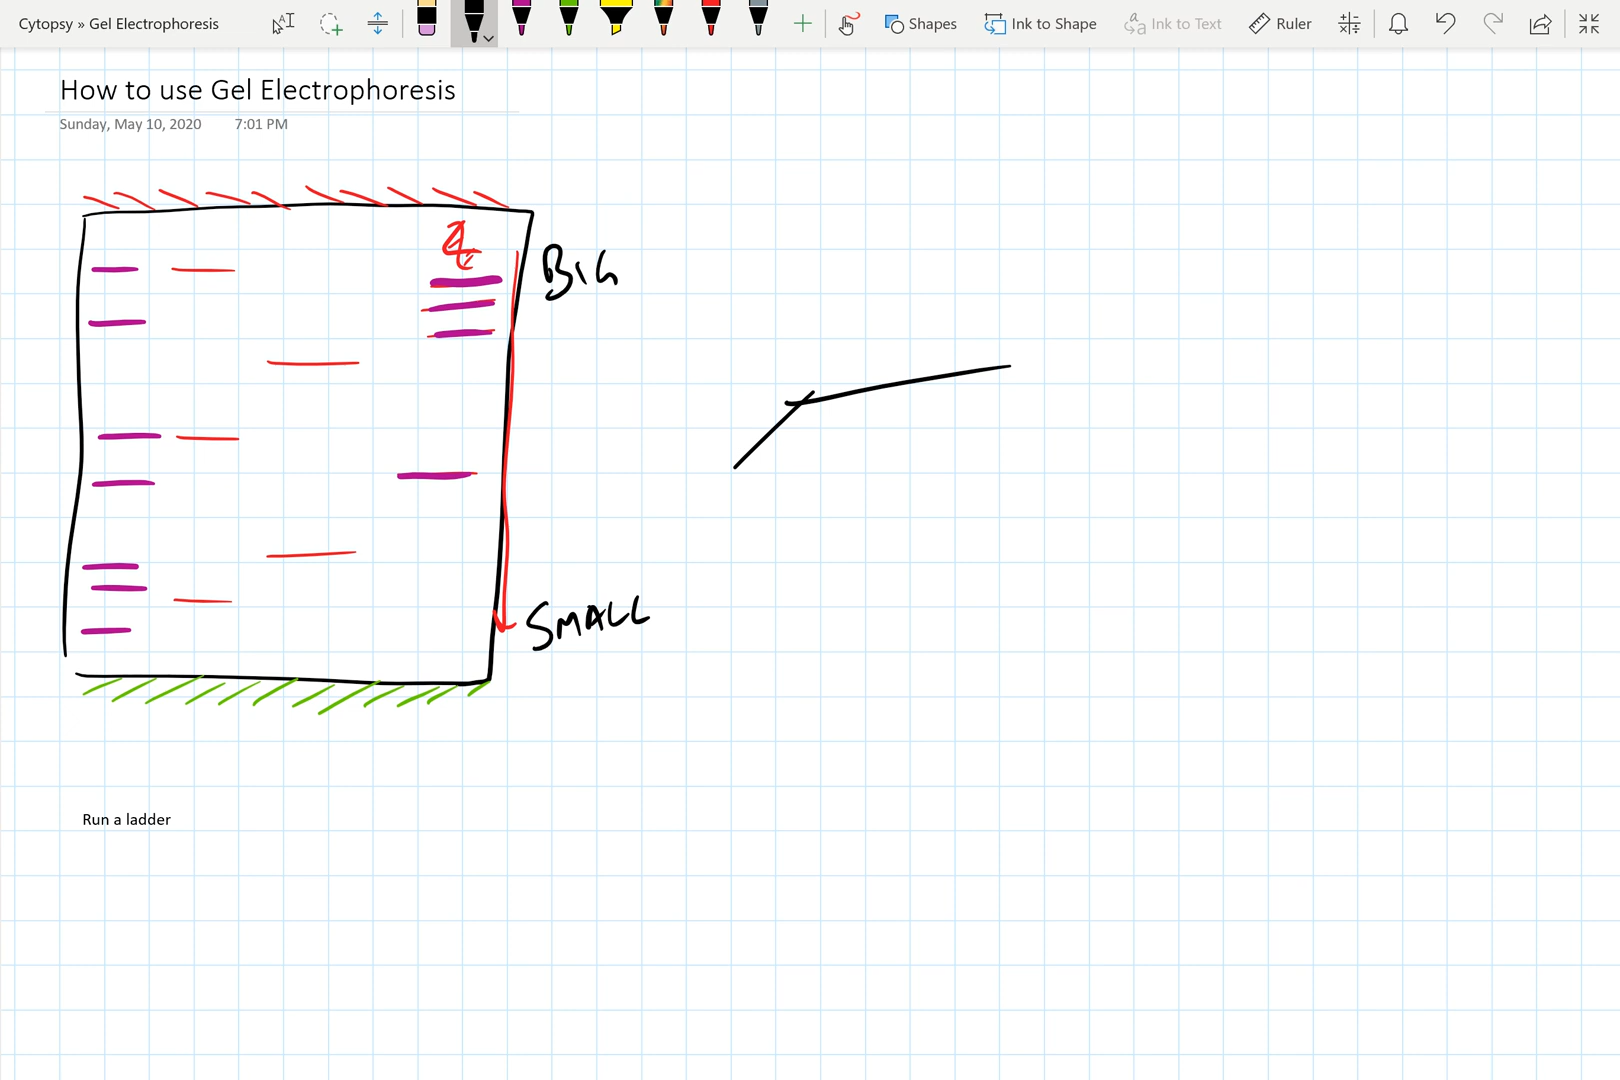 Cytopsy » Gel Electrophoresis
Shapes
Ink to Shape
Ink to Text
Ruler
How to use Gel Electrophoresis
Sunday, May 10, 2020 7:01 PM
BIG
SMALL
Run a ladder